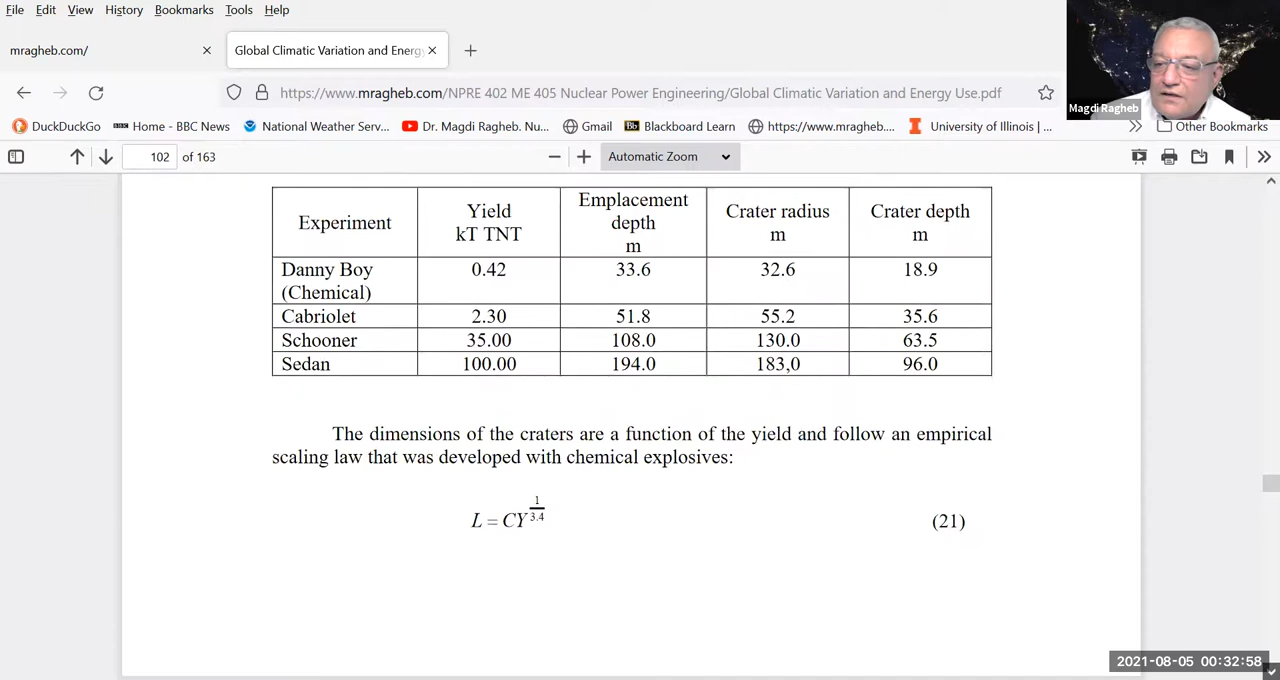 File Edit View History Bookmarks Tools Help
mragheb.com/ × Global Climatic Variation and Energy × +
https://www.mragheb.com/NPRE 402 ME 405 Nuclear Power Engineering/Global Climatic Variation and Energy Use.pdf
DuckDuckGo BBC Home - BBC News National Weather Serv... Dr. Magdi Ragheb. Nu... Gmail Bb Blackboard Learn https://www.mragheb.... University of Illinois |... Other Bookmarks
Magdi Ragheb
102 of 163 Automatic Zoom
Experiment Yield kT TNT Emplacement depth m Crater radius m Crater depth m
Danny Boy (Chemical) 0.42 33.6 32.6 18.9
Cabriolet 2.30 51.8 55.2 35.6
Schooner 35.00 108.0 130.0 63.5
Sedan 100.00 194.0 183,0 96.0
The dimensions of the craters are a function of the yield and follow an empirical
scaling law that was developed with chemical explosives:
L = CY^(1/3.4) (21)
2021-08-05 00:32:58